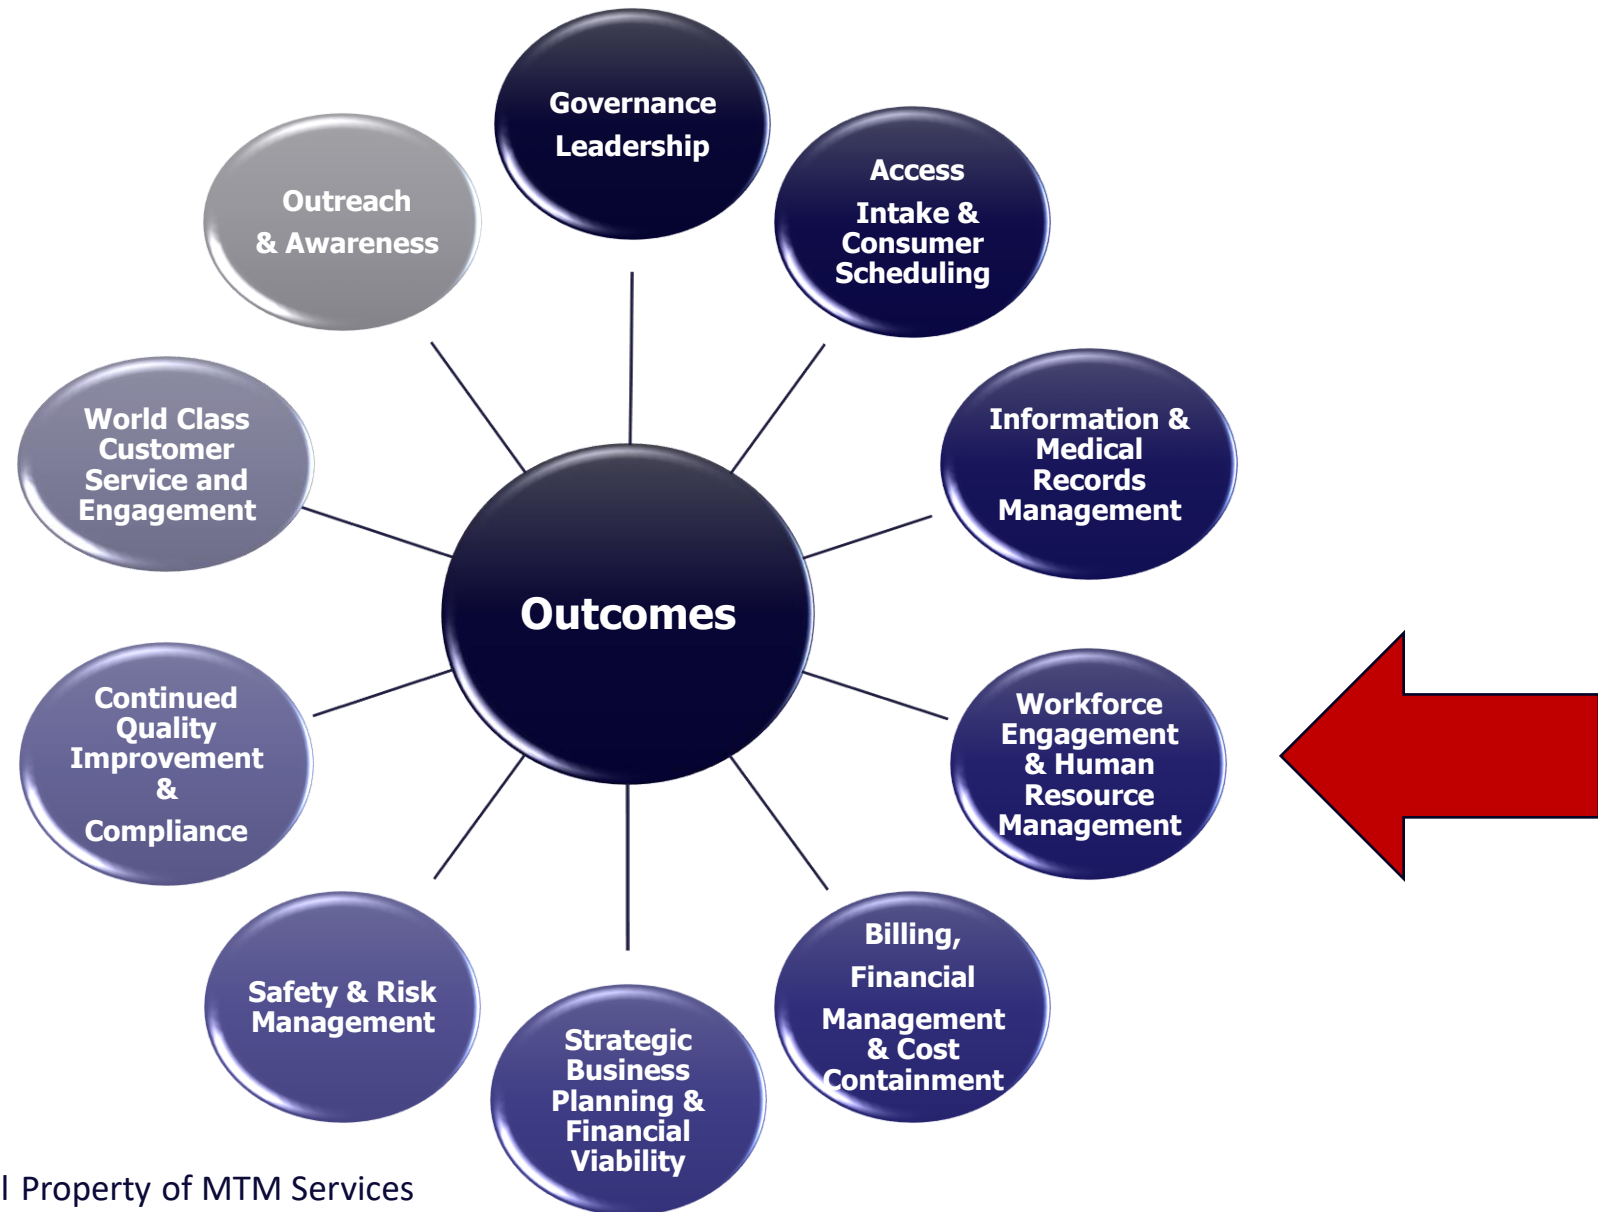 Governance
Leadership
Access
Intake &
Consumer
Scheduling
Information &
Medical
Records
Management
Workforce
Engagement
& Human
Resource
Management
Billing,
Financial
Management
& Cost
Containment
Strategic
Business
Planning &
Financial
Viability
Safety & Risk
Management
Continued
Quality
Improvement
&
Compliance
World Class
Customer
Service and
Engagement
Outreach
& Awareness
Outcomes
l Property of MTM Services